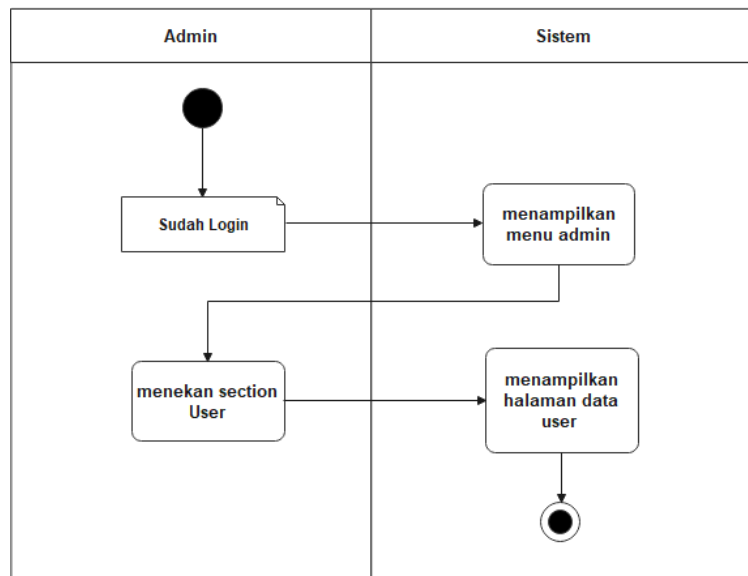 Admin
Sistem
Sudah Login
menampilkan
menu admin
menekan section
User
menampilkan
halaman data
user